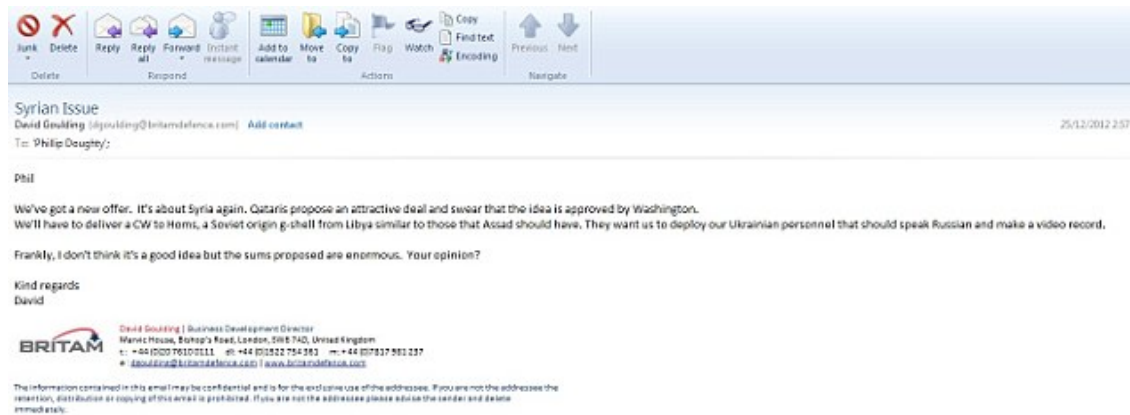 Junk Delete Reply Reply all Forward Instant message Add to calendar Move to Copy to Flag Watch Copy
Find text
Encoding
Previous Next
Delete Respond Actions Navigate
Syrian Issue
David Goulding (dgoulding@britamdefence.com) Add contact
25/12/2012 2:57
To: 'Phillip Doughty';
Phil
We've got a new offer. It's about Syria again. Qataris propose an attractive deal and swear that the idea is approved by Washington.
We'll have to deliver a CW to Homs, a Soviet origin g-shell from Libya similar to those that Assad should have. They want us to deploy our Ukrainian personnel that should speak Russian and make a video record.
Frankly, I don't think it's a good idea but the sums proposed are enormous. Your opinion?
Kind regards
David
BRITAM
David Goulding | Business Development Director
Marvic House, Bishop's Road, London, SW6 7AD, United Kingdom
e: dgoulding@britamdefence.com | www.britamdefence.com
The information contained in this email may be confidential and is for the exclusive use of the addressee. If you are not the addressee the
retention, distribution or copying of this email is prohibited. If you are not the addressee please advise the sender and delete
immediately.